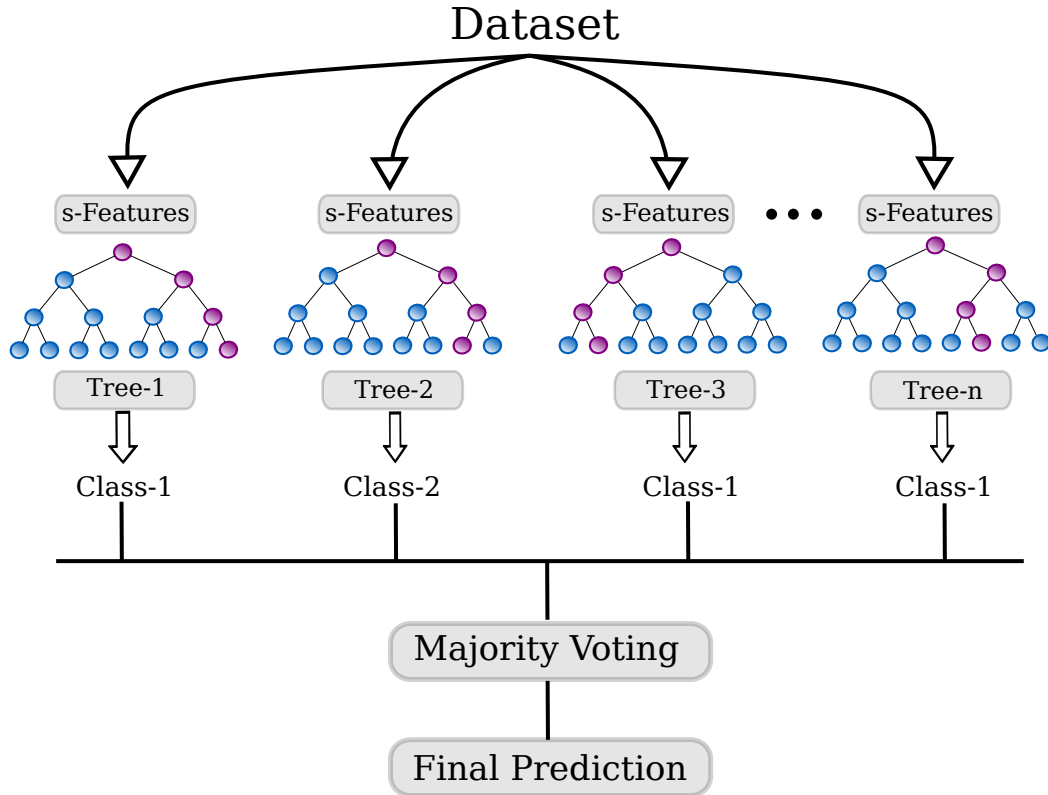 Dataset
s-Features
s-Features
s-Features
s-Features
Tree-1
Tree-2
Tree-3
Tree-n
Class-1
Class-2
Class-1
Class-1
Majority Voting
Final Prediction